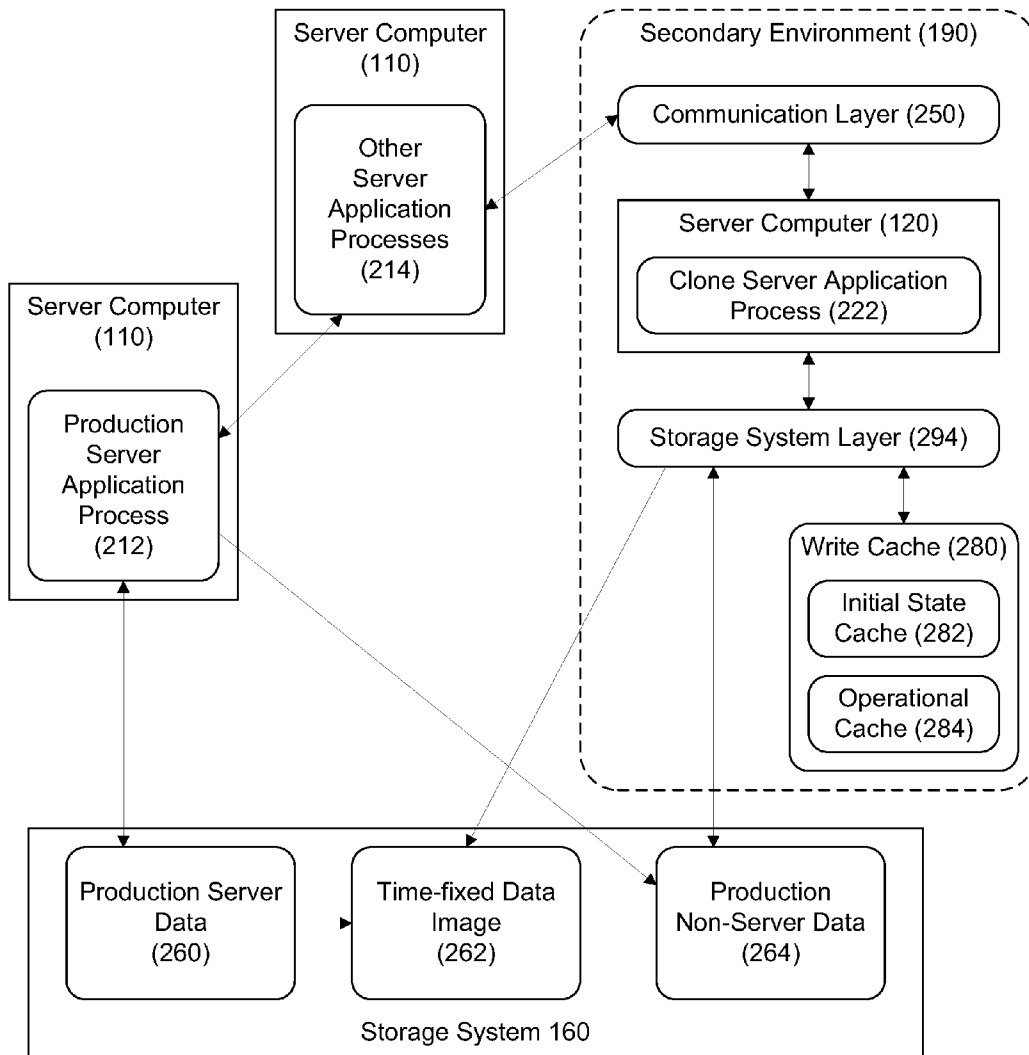 Server Computer
(110)
Other
Server
Application
Processes
(214)
Server Computer
(110)
Production
Server
Application
Process
(212)
Secondary Environment (190)
Communication Layer (250)
Server Computer (120)
Clone Server Application
Process (222)
Storage System Layer (294)
Write Cache (280)
Initial State
Cache (282)
Operational
Cache (284)
Production Server
Data
(260)
Time-fixed Data
Image
(262)
Production
Non-Server Data
(264)
Storage System 160